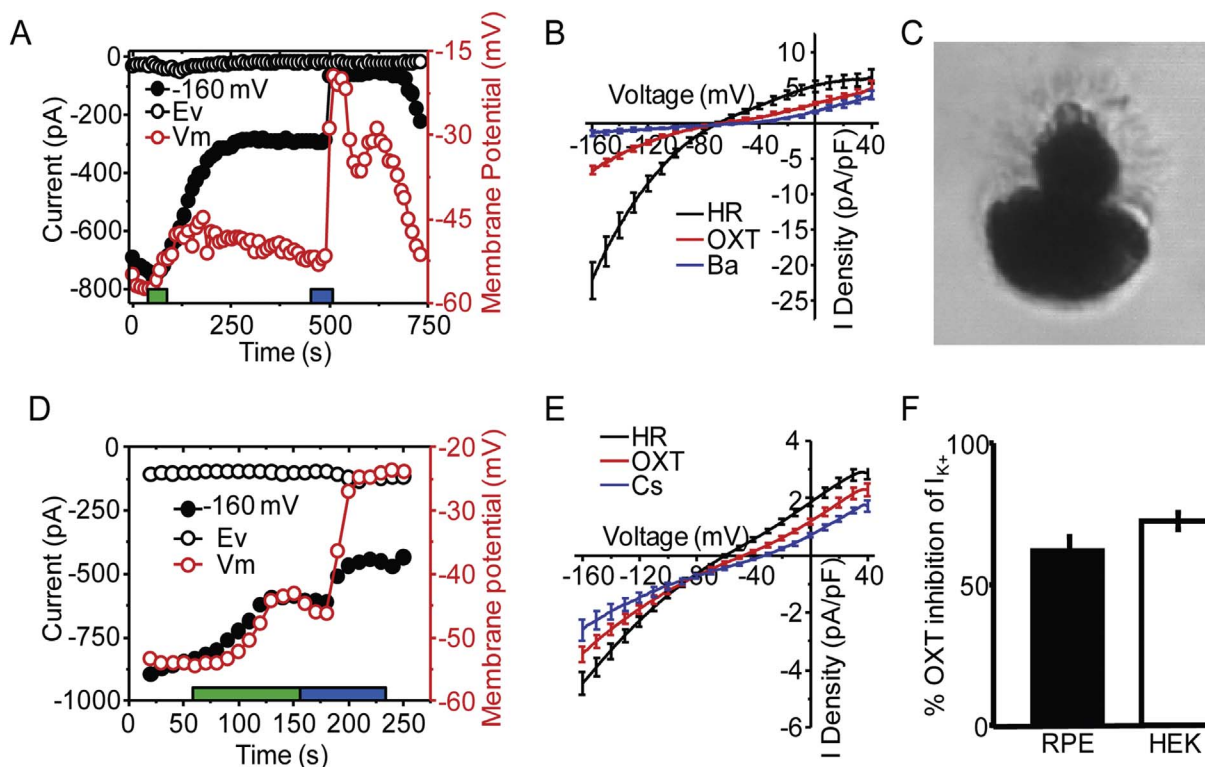 A
Current (pA)
0
-200
-400
-600
-800
-160 mV
Ev
Vm
0 250 500 750
Time (s)
-15
-30
-45
-60
Membrane Potential (mV)
B
Voltage (mV)
-160 -120 -80 -40 40
10
5
-5
-10
-15
-20
-25
I Density (pA/pF)
HR
OXT
Ba
C
D
Current (pA)
0
-250
-500
-750
-1000
-160 mV
Ev
Vm
0 50 100 150 200 250
Time (s)
-20
-30
-40
-50
-60
Membrane potential (mV)
E
HR
OXT
Cs
Voltage (mV)
-160 -120 -80 -40 0 40
4
2
-2
-4
-6
I Density (pA/pF)
F
% OXT inhibition of IK+
100
50
0
RPE HEK